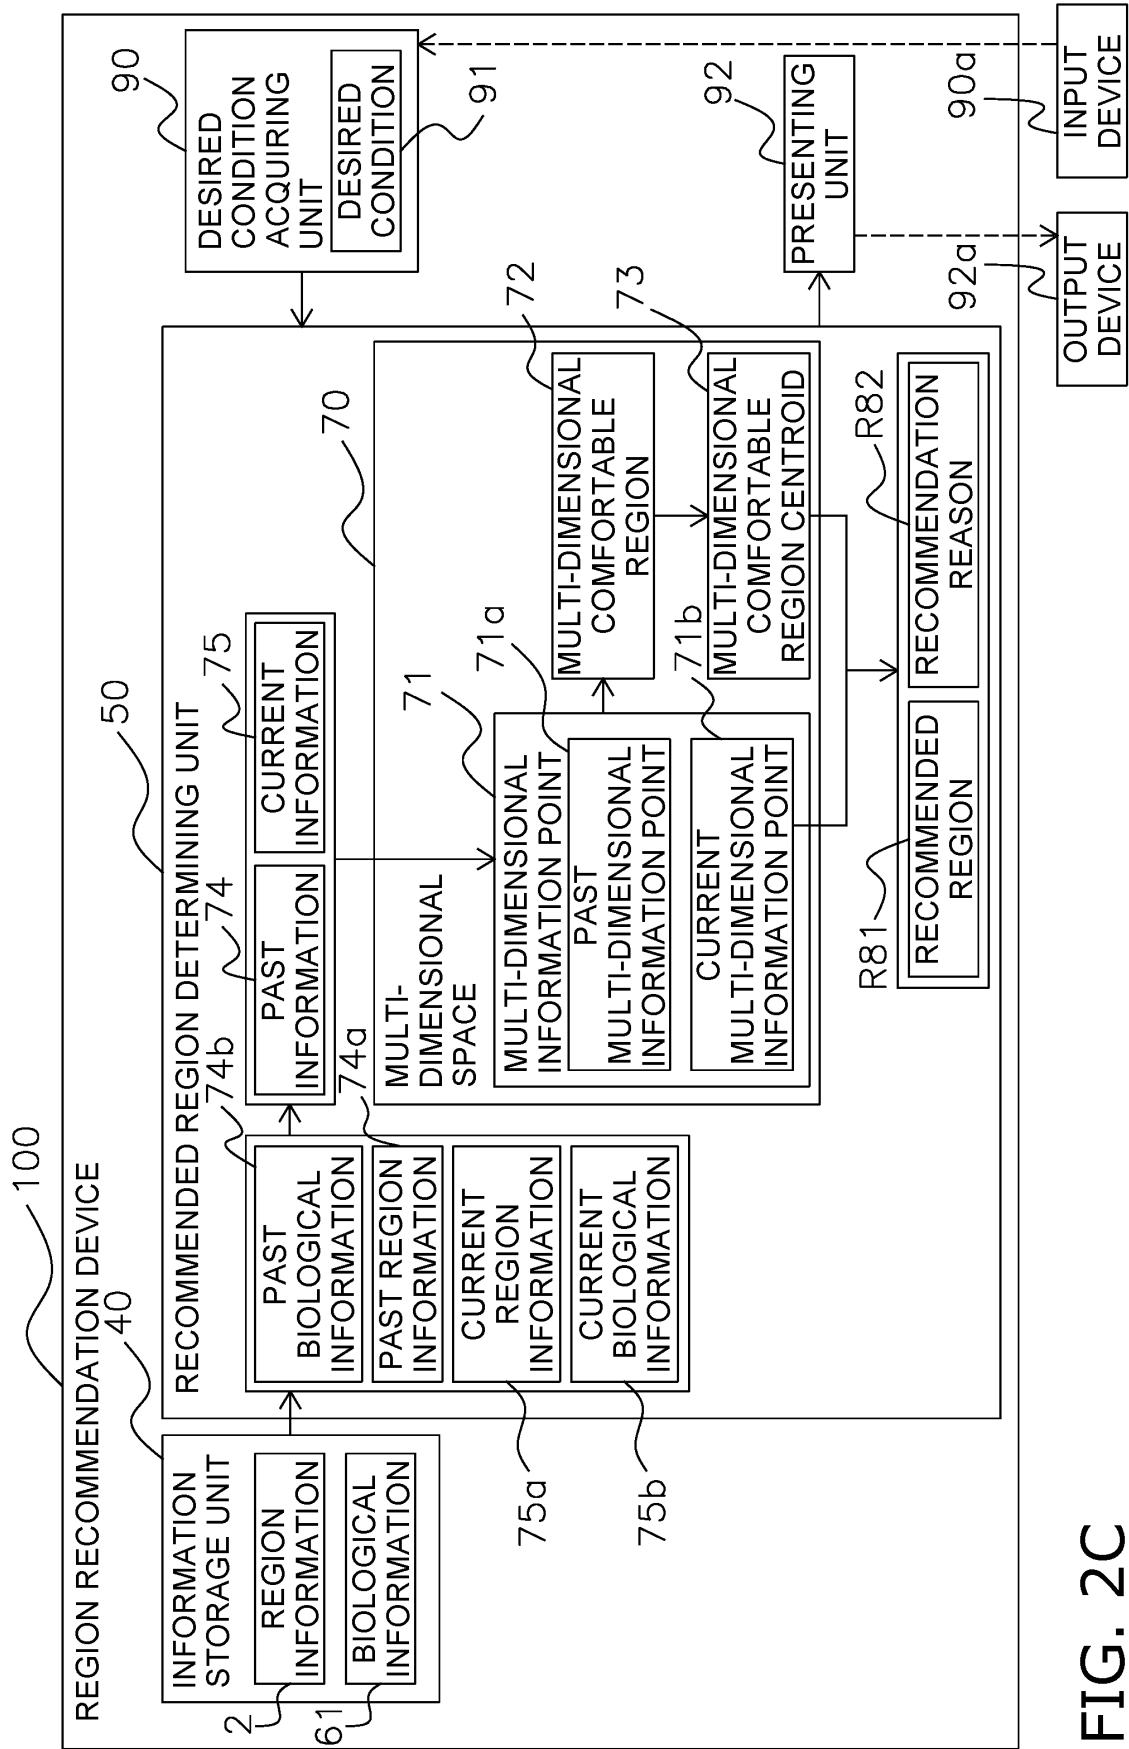 REGION RECOMMENDATION DEVICE
100
40
INFORMATION
STORAGE UNIT
REGION
INFORMATION
2
BIOLOGICAL
INFORMATION
61
RECOMMENDED REGION DETERMINING UNIT
50
PAST
BIOLOGICAL
INFORMATION
74b
PAST REGION
INFORMATION
74a
CURRENT
REGION
INFORMATION
75a
CURRENT
BIOLOGICAL
INFORMATION
75b
PAST
INFORMATION
74
CURRENT
INFORMATION
75
70
MULTI-
DIMENSIONAL
SPACE
71
MULTI-DIMENSIONAL
INFORMATION POINT
71a
PAST
MULTI-DIMENSIONAL
INFORMATION POINT
71b
CURRENT
MULTI-DIMENSIONAL
INFORMATION POINT
72
MULTI-DIMENSIONAL
COMFORTABLE
REGION
73
MULTI-DIMENSIONAL
COMFORTABLE
REGION CENTROID
R81
RECOMMENDED
REGION
R82
RECOMMENDATION
REASON
90
DESIRED
CONDITION
ACQUIRING
UNIT
DESIRED
CONDITION
91
92
PRESENTING
UNIT
92a
OUTPUT
DEVICE
90a
INPUT
DEVICE
FIG. 2C